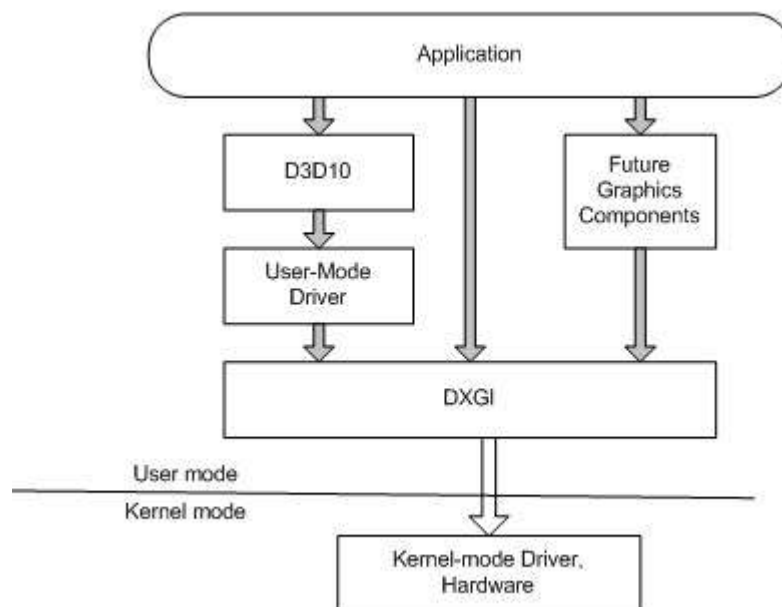 Application
D3D10
Future
Graphics
Components
User-Mode
Driver
DXGI
User mode
Kernel mode
Kernel-mode Driver,
Hardware